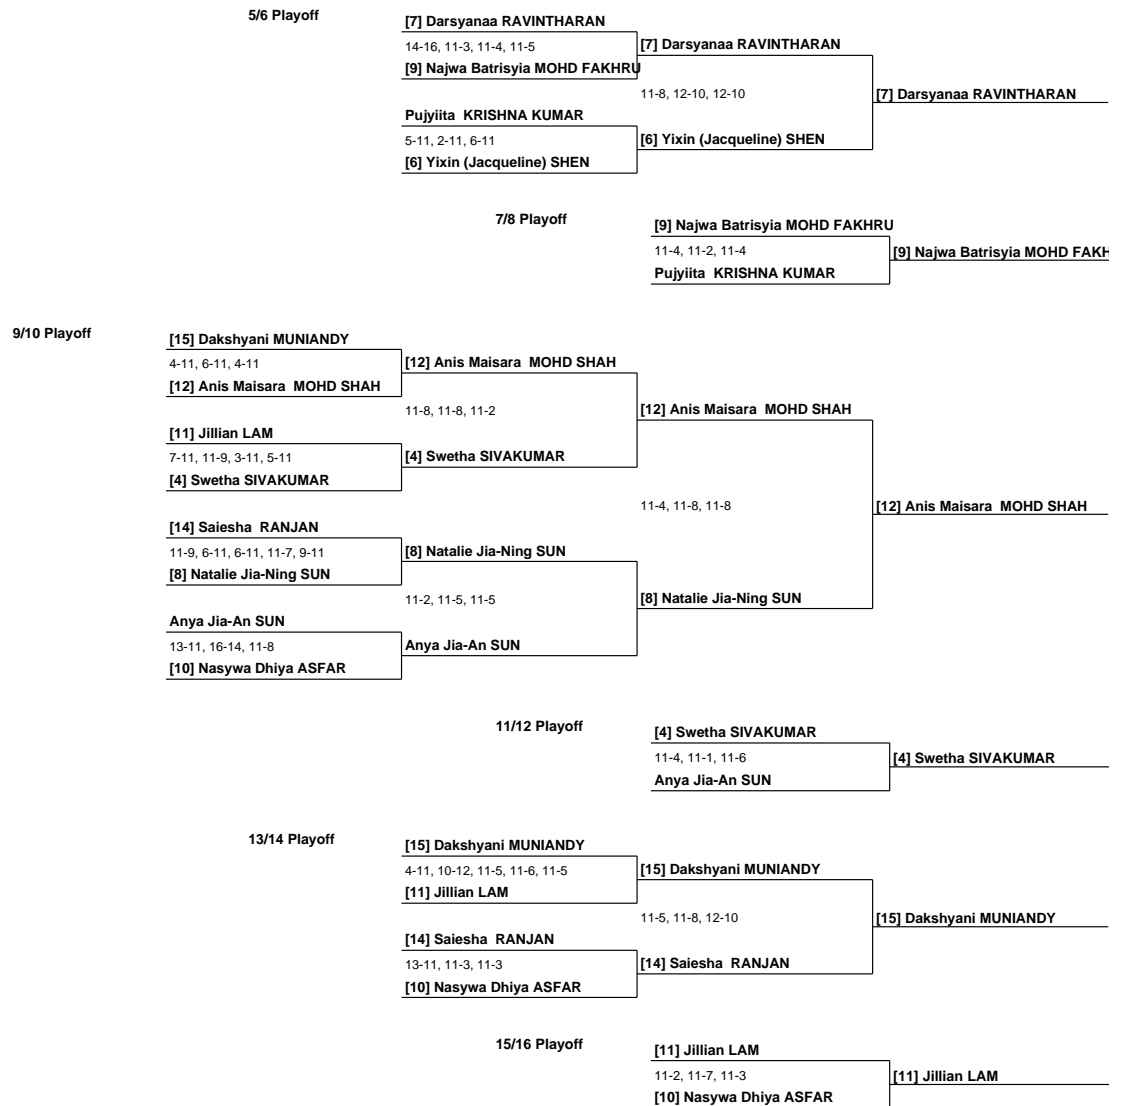 5/6 Playoff
[7] Darsyanaa RAVINTHARAN
14-16, 11-3, 11-4, 11-5
[9] Najwa Batrisyia MOHD FAKHRU
[7] Darsyanaa RAVINTHARAN
11-8, 12-10, 12-10
[7] Darsyanaa RAVINTHARAN
Pujyiita KRISHNA KUMAR
5-11, 2-11, 6-11
[6] Yixin (Jacqueline) SHEN
[6] Yixin (Jacqueline) SHEN
7/8 Playoff
[9] Najwa Batrisyia MOHD FAKHRU
11-4, 11-2, 11-4
Pujyiita KRISHNA KUMAR
[9] Najwa Batrisyia MOHD FAKH
9/10 Playoff
[15] Dakshyani MUNIANDY
4-11, 6-11, 4-11
[12] Anis Maisara MOHD SHAH
[12] Anis Maisara MOHD SHAH
11-8, 11-8, 11-2
[12] Anis Maisara MOHD SHAH
[11] Jillian LAM
7-11, 11-9, 3-11, 5-11
[4] Swetha SIVAKUMAR
[4] Swetha SIVAKUMAR
11-4, 11-8, 11-8
[12] Anis Maisara MOHD SHAH
[14] Saiesha RANJAN
11-9, 6-11, 6-11, 11-7, 9-11
[8] Natalie Jia-Ning SUN
[8] Natalie Jia-Ning SUN
11-2, 11-5, 11-5
[8] Natalie Jia-Ning SUN
Anya Jia-An SUN
13-11, 16-14, 11-8
[10] Nasywa Dhiya ASFAR
Anya Jia-An SUN
11/12 Playoff
[4] Swetha SIVAKUMAR
11-4, 11-1, 11-6
Anya Jia-An SUN
[4] Swetha SIVAKUMAR
13/14 Playoff
[15] Dakshyani MUNIANDY
4-11, 10-12, 11-5, 11-6, 11-5
[11] Jillian LAM
[15] Dakshyani MUNIANDY
11-5, 11-8, 12-10
[15] Dakshyani MUNIANDY
[14] Saiesha RANJAN
13-11, 11-3, 11-3
[10] Nasywa Dhiya ASFAR
[14] Saiesha RANJAN
15/16 Playoff
[11] Jillian LAM
11-2, 11-7, 11-3
[10] Nasywa Dhiya ASFAR
[11] Jillian LAM